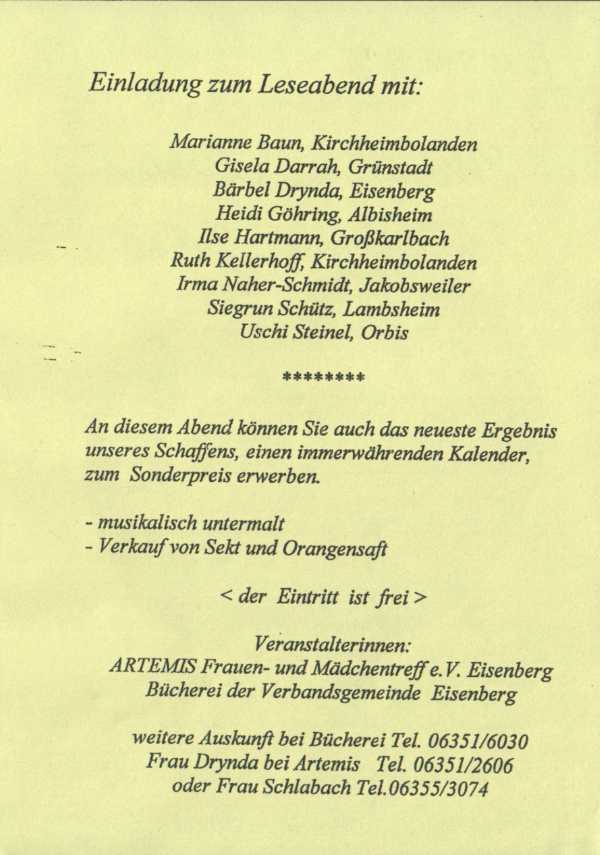 Einladung zum Leseabend mit:
Marianne Baun, Kirchheimbolanden
Gisela Darrah, Grünstadt
Bärbel Drynda, Eisenberg
Heidi Göhring, Albisheim
Ilse Hartmann, Großkarlbach
Ruth Kellerhoff, Kirchheimbolanden
Irma Naher-Schmidt, Jakobsweiler
Siegrun Schütz, Lambsheim
Uschi Steinel, Orbis
********
An diesem Abend können Sie auch das neueste Ergebnis
unseres Schaffens, einen immerwährenden Kalender,
zum Sonderpreis erwerben.
- musikalisch untermalt
- Verkauf von Sekt und Orangensaft
< der Eintritt ist frei >
Veranstalterinnen:
ARTEMIS Frauen- und Mädchentreff e.V. Eisenberg
Bücherei der Verbandsgemeinde Eisenberg
weitere Auskunft bei Bücherei Tel. 06351/6030
Frau Drynda bei Artemis Tel. 06351/2606
oder Frau Schlabach Tel.06355/3074